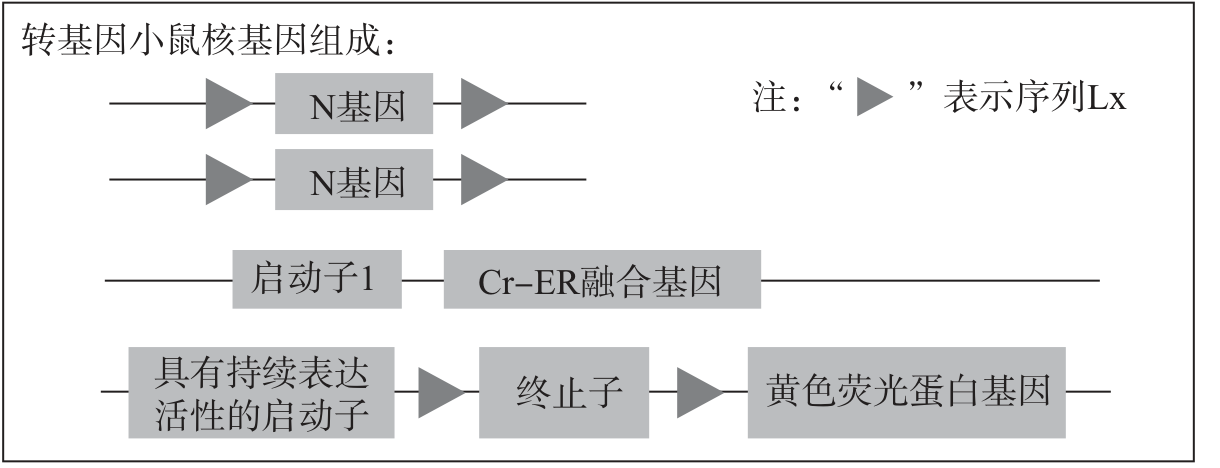 转基因小鼠核基因组成：
N基因
注：“ ”表示序列Lx
N基因
启动子1
Cr-ER融合基因
具有持续表达
活性的启动子
终止子
黄色荧光蛋白基因